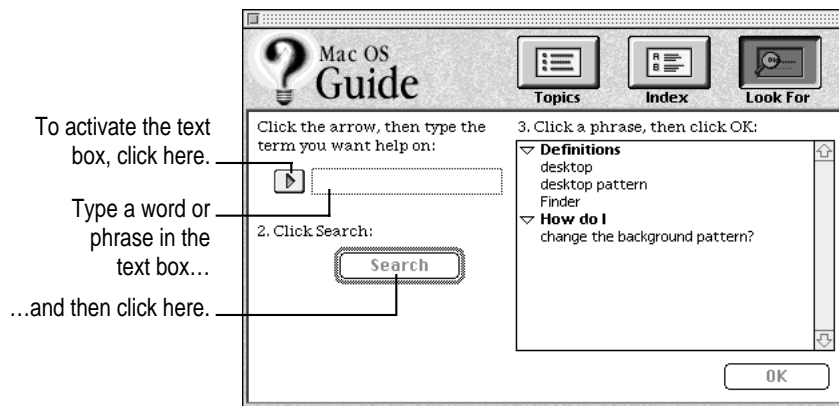 Mac OS
Guide
Topics
Index
Look For
To activate the text
box, click here.
Type a word or
phrase in the
text box…
…and then click here.
Click the arrow, then type the
term you want help on:
2. Click Search:
Search
3. Click a phrase, then click OK:
Definitions
desktop
desktop pattern
Finder
How do I
change the background pattern?
OK